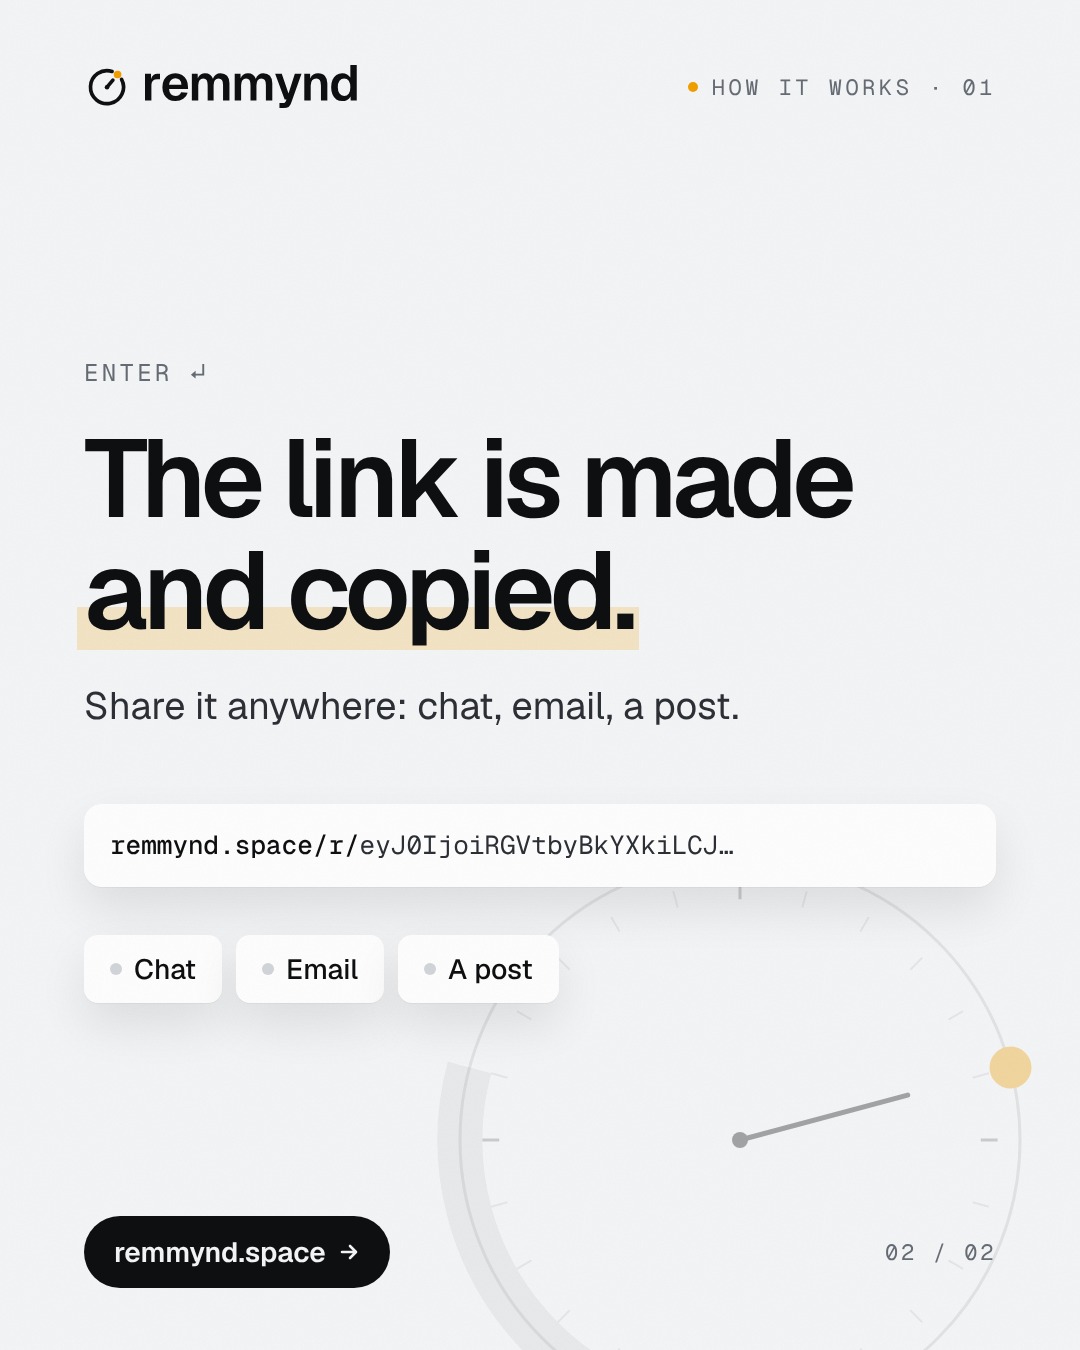 remmynd
HOW IT WORKS · 01
ENTER ↵
The link is made
and copied.
Share it anywhere: chat, email, a post.
remmynd.space/r/eyJ0IjoiRGVtbyBkYXkiLCJ…
Chat
Email
A post
remmynd.space →
02 / 02